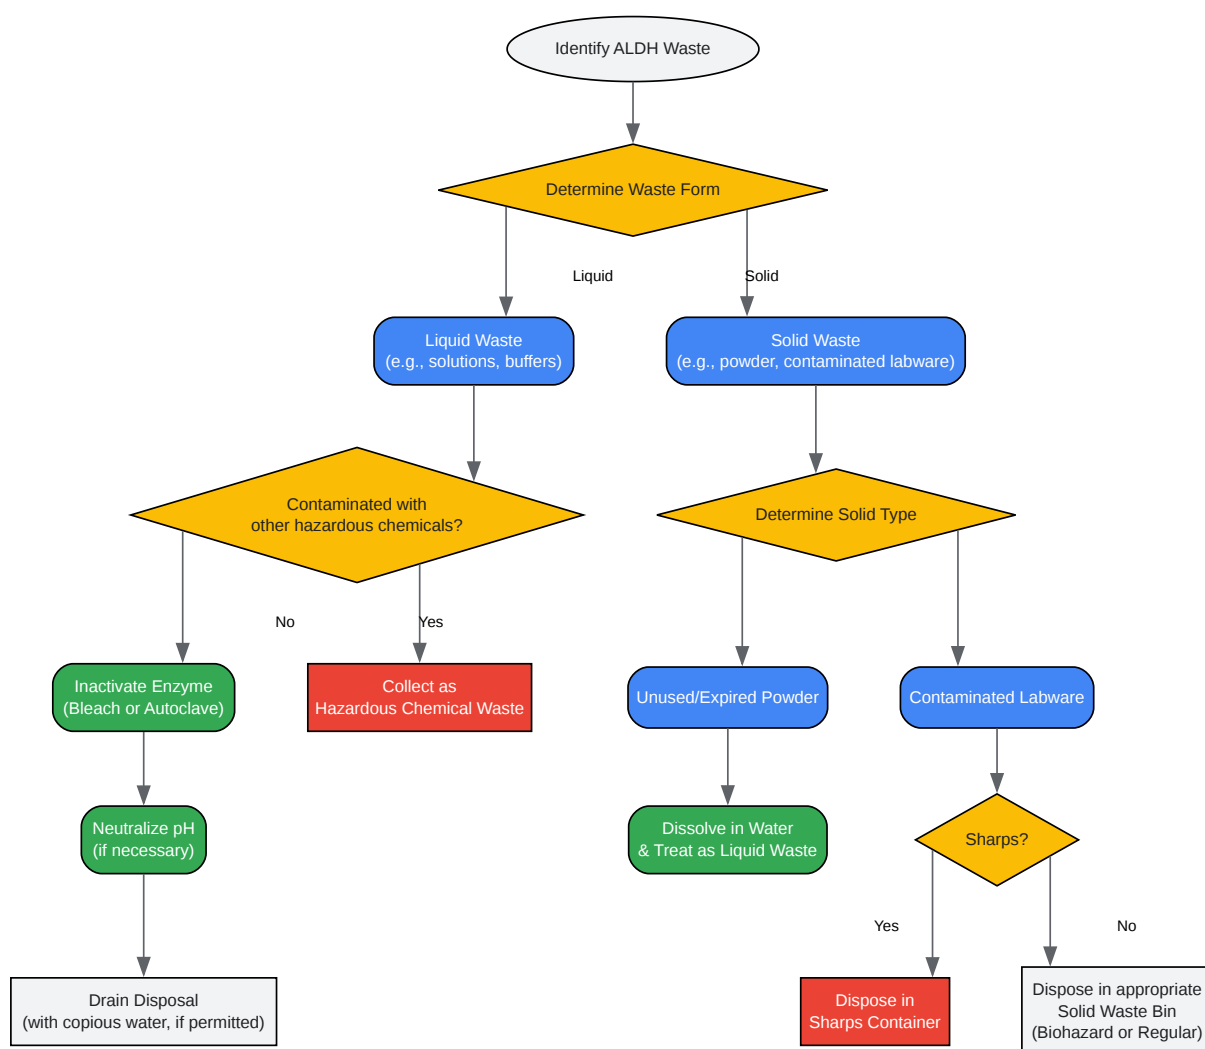 Identify ALDH Waste
Determine Waste Form
Liquid
Solid
Liquid Waste
(e.g., solutions, buffers)
Solid Waste
(e.g., powder, contaminated labware)
Contaminated with
other hazardous chemicals?
Determine Solid Type
No
Yes
Inactivate Enzyme
(Bleach or Autoclave)
Collect as
Hazardous Chemical Waste
Unused/Expired Powder
Contaminated Labware
Neutralize pH
(if necessary)
Dissolve in Water
& Treat as Liquid Waste
Sharps?
Yes
No
Drain Disposal
(with copious water, if permitted)
Dispose in
Sharps Container
Dispose in appropriate
Solid Waste Bin
(Biohazard or Regular)